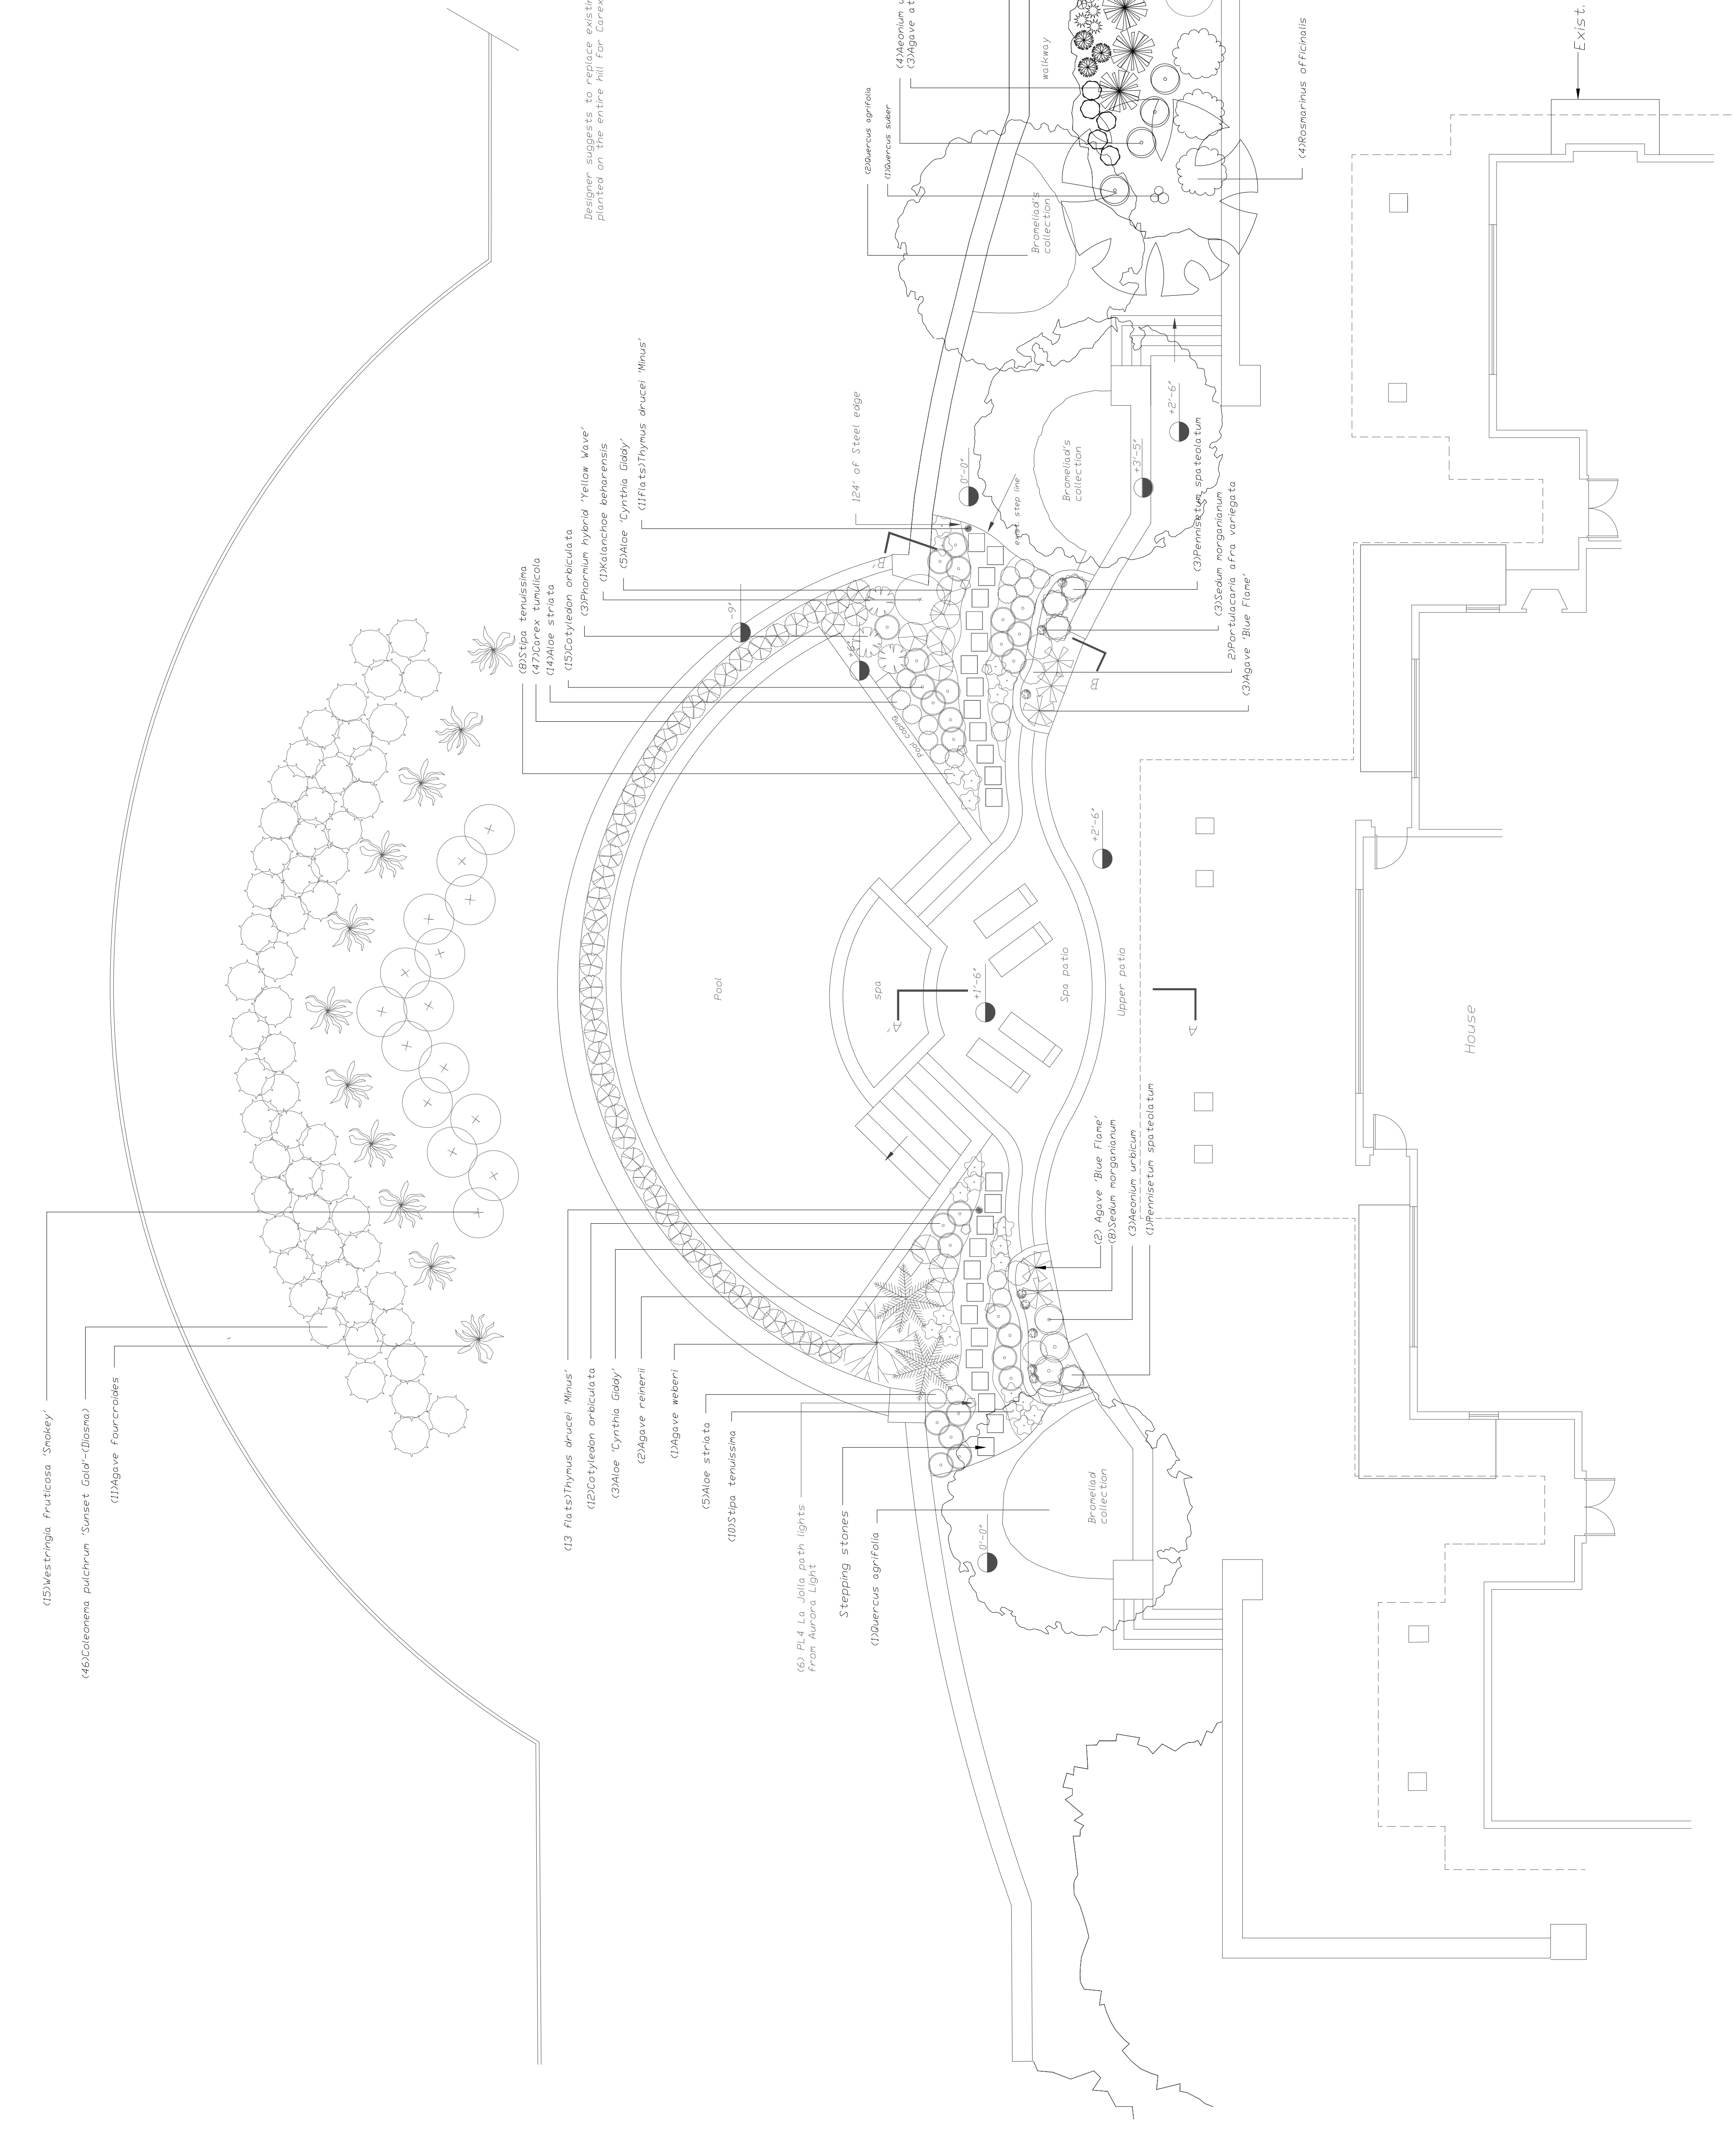 Designer suggests to replace existin
planted on the entire hill for Carex
(4)Aeonium u
(3)Agave at
walkway
(2)Quercus agrifolia
(1)Quercus suber
(4)Rosmarinus officinalis
Exist.
Bromeliad's
collection
(8)Stipa tenuissima
(47)Carex tumulicola
(14)Aloe striata
(15)Cotyledon orbiculata
(3)Phormium hybrid 'Yellow Wave'
(1)Kalanchoe beharensis
(5)Aloe 'Cynthia Giddy'
(11flats)Thymus drucei 'Minus'
124' of Steel edge
0'-0"
exist step line
Bromeliad's
collection
+3'-5"
+2'-6"
(3)Pennisetum spateolatum
(3)Sedum morganianum
2)Portulacaria afra variegata
(3)Agave 'Blue Flame'
-9"
B'
B
Pool coping
+2'-6"
Pool
spa
A'
+1'-6"
Spa patio
Upper patio
A
House
(2) Agave 'Blue Flame'
(8)Sedum morganianum
(3)Aeonium urbicum
(1)Pennisetum spateolatum
(15)Westringia fruticosa 'Smokey'
(46)Coleonema pulchrum 'Sunset Gold'-(Diosma)
(11)Agave fourcroides
(13 flats)Thymus drucei 'Minus'
(12)Cotyledon orbiculata
(3)Aloe 'Cynthia Giddy'
(2)Agave reinerii
(1)Agave weberi
(5)Aloe striata
(10)Stipa tenuissima
(6) PL4 La Jolla path lights
from Aurora Light
Stepping stones
(1)Quercus agrifolia
0'-0"
Bromeliad
collection